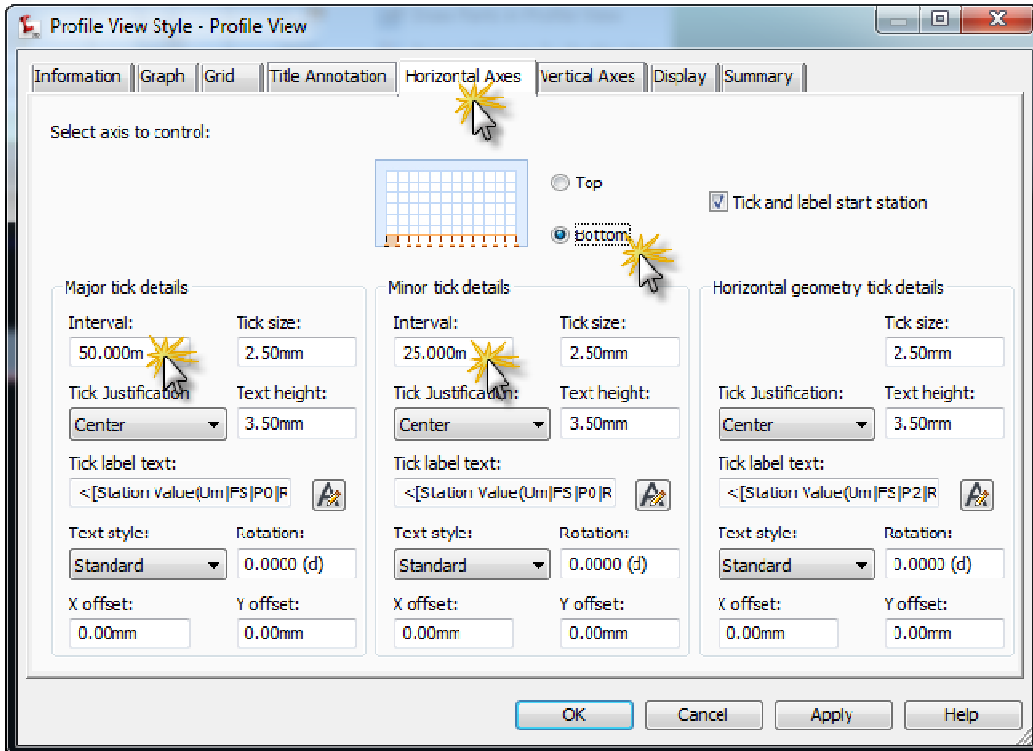 Profile View Style - Profile View
Information Graph Grid Title Annotation Horizontal Axes Vertical Axes Display Summary
Select axis to control:
Top
Tick and label start station
Bottom
Major tick details
Interval: Tick size:
50.000m 2.50mm
Tick Justification Text height:
Center 3.50mm
Tick label text:
<[Station Value(Um|FS|P0|R
Text style: Rotation:
Standard 0.0000 (d)
X offset: Y offset:
0.00mm 0.00mm
Minor tick details
Interval: Tick size:
25.000m 2.50mm
Tick Justification: Text height:
Center 3.50mm
Tick label text:
<[Station Value(Um|FS|P0|R
Text style: Rotation:
Standard 0.0000 (d)
X offset: Y offset:
0.00mm 0.00mm
Horizontal geometry tick details
Tick size:
2.50mm
Tick Justification: Text height:
Center 3.50mm
Tick label text:
<[Station Value(Um|FS|P2|R
Text style: Rotation:
Standard 0.0000 (d)
X offset: Y offset:
0.00mm 0.00mm
OK Cancel Apply Help